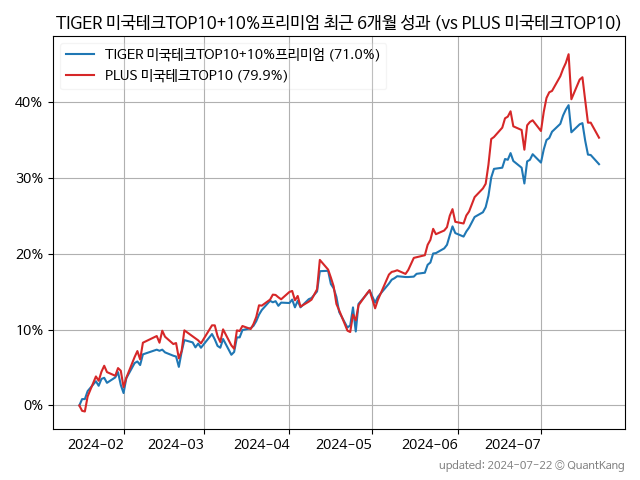 TIGER 미국테크TOP10+10%프리미엄 최근 6개월 성과 (vs PLUS 미국테크TOP10)
TIGER 미국테크TOP10+10%프리미엄 (71.0%)
PLUS 미국테크TOP10 (79.9%)
40%
30%
20%
10%
0%
2024-02 2024-03 2024-04 2024-05 2024-06 2024-07
updated: 2024-07-22 © QuantKang